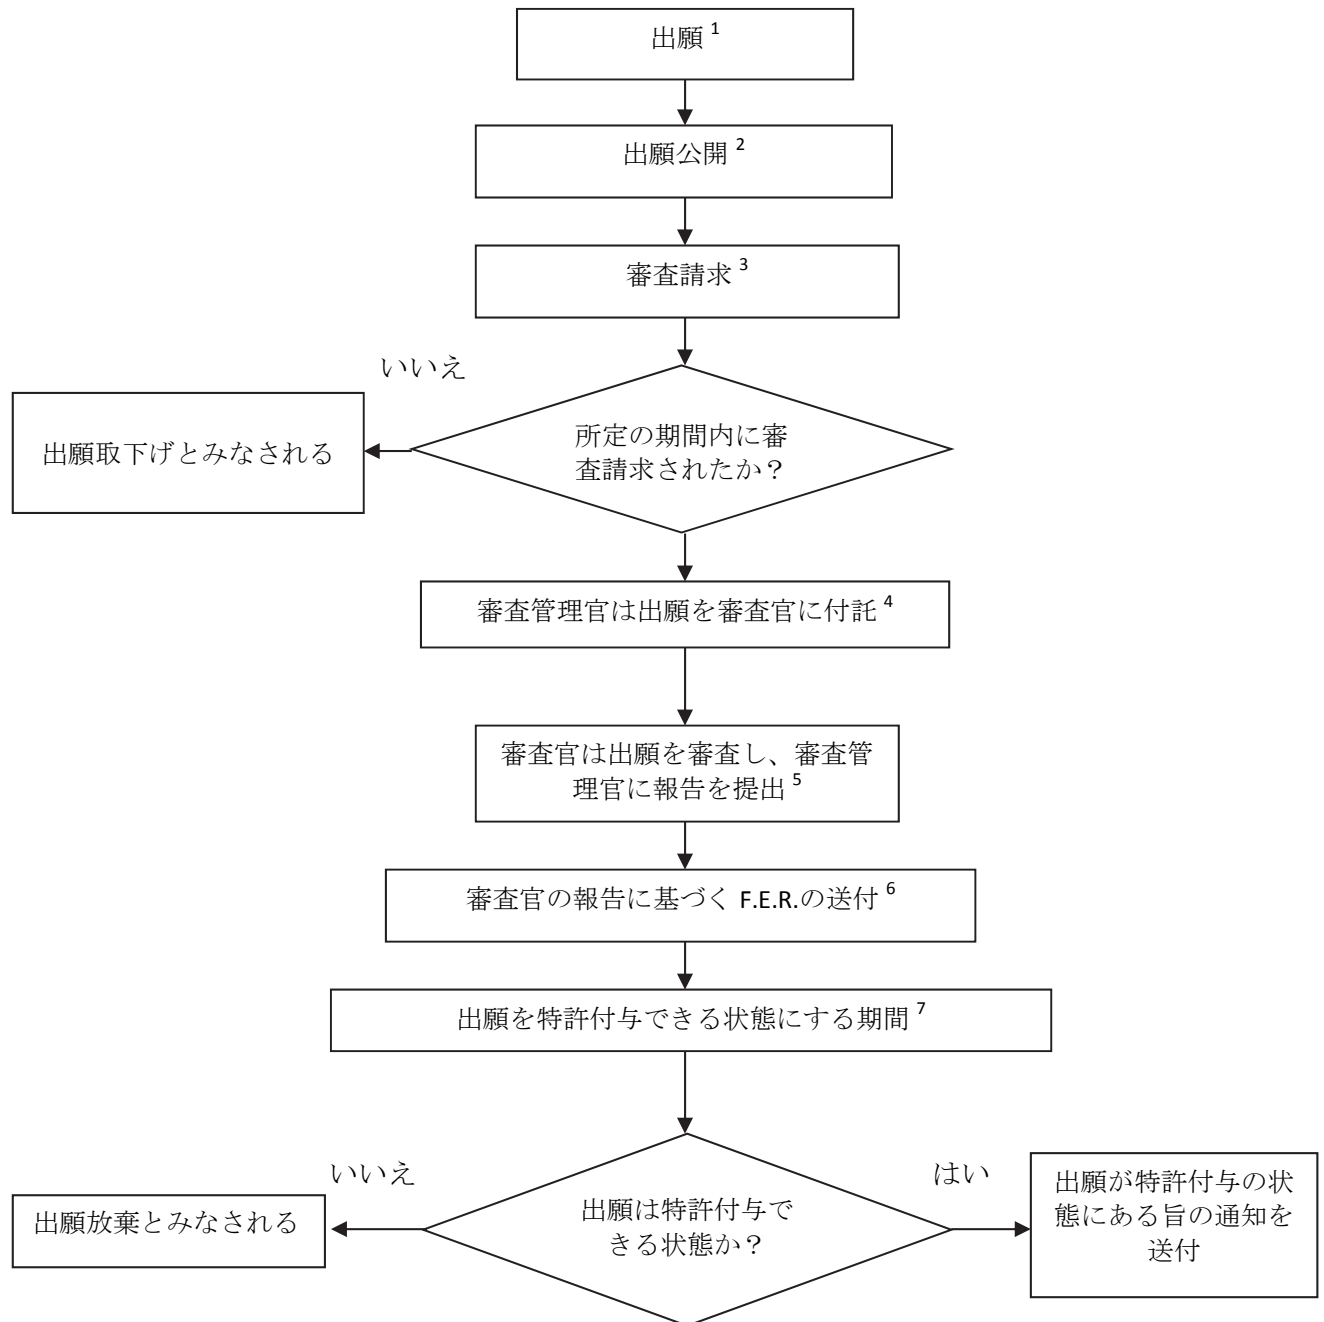 出願 1
出願公開 2
審査請求 3
いいえ
出願取下げとみなされる
所定の期間内に審
査請求されたか？
審査管理官は出願を審査官に付託 4
審査官は出願を審査し、審査管
理官に報告を提出 5
審査官の報告に基づく F.E.R.の送付 6
出願を特許付与できる状態にする期間 7
いいえ
はい
出願放棄とみなされる
出願は特許付与で
きる状態か？
出願が特許付与の状
態にある旨の通知を
送付